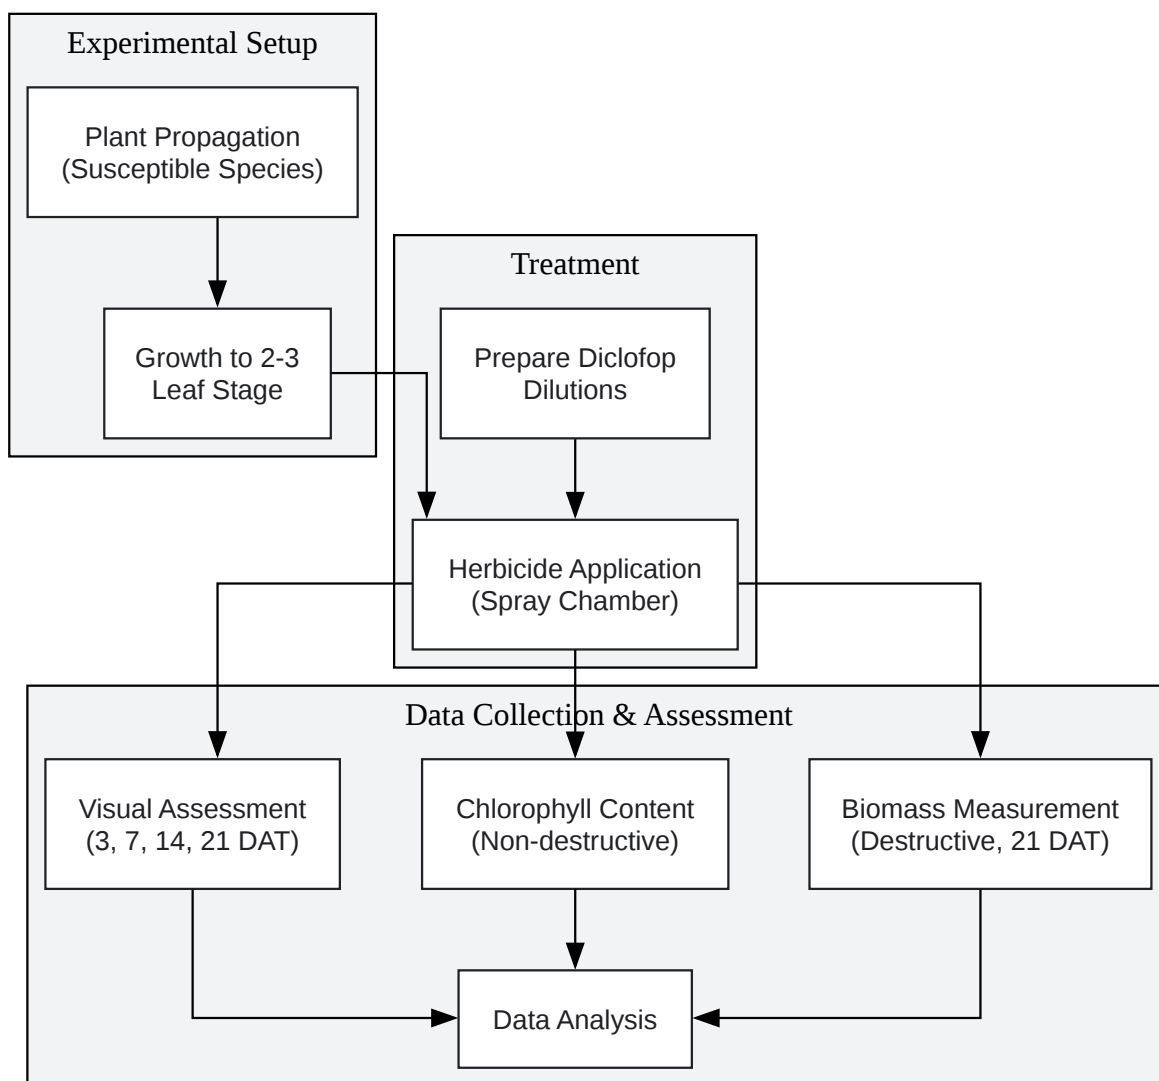 Experimental Setup
Plant Propagation
(Susceptible Species)
Growth to 2-3
Leaf Stage
Treatment
Prepare Diclofop
Dilutions
Herbicide Application
(Spray Chamber)
Data Collection & Assessment
Visual Assessment
(3, 7, 14, 21 DAT)
Chlorophyll Content
(Non-destructive)
Biomass Measurement
(Destructive, 21 DAT)
Data Analysis